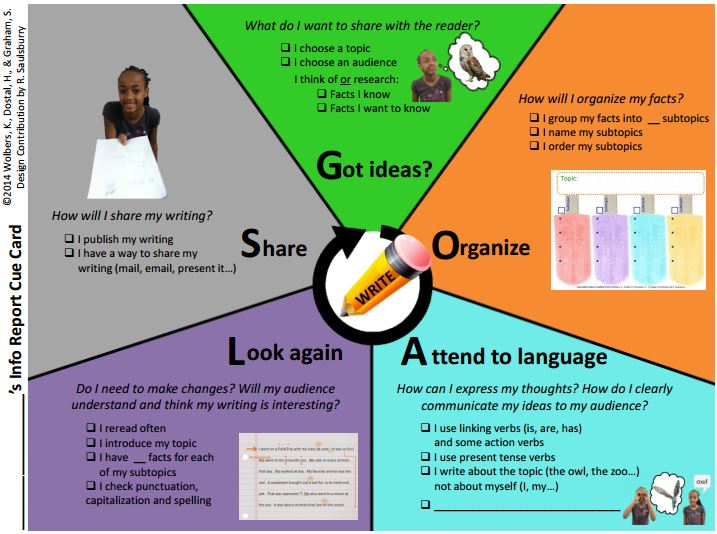 ©2014 Wolbers, K., Dostal, H., & Graham, S.
Design Contribution by R. Saulsburry
_______________'s Info Report Cue Card
What do I want to share with the reader?
❑ I choose a topic
❑ I choose an audience
I think of or research:
❑ Facts I know
❑ Facts I want to know
Got ideas?
How will I organize my facts?
❑ I group my facts into __ subtopics
❑ I name my subtopics
❑ I order my subtopics
Topic:
Organize
WRITE
Attend to language
How can I express my thoughts? How do I clearly
communicate my ideas to my audience?
❑ I use linking verbs (is, are, has)
and some action verbs
❑ I use present tense verbs
❑ I write about the topic (the owl, the zoo…)
not about myself (I, my…)
❑ _______________________
owl
Look again
Do I need to make changes? Will my audience
understand and think my writing is interesting?
❑ I reread often
❑ I introduce my topic
❑ I have __ facts for each
of my subtopics
❑ I check punctuation,
capitalization and spelling
Share
How will I share my writing?
❑ I publish my writing
❑ I have a way to share my
writing (mail, email, present it…)